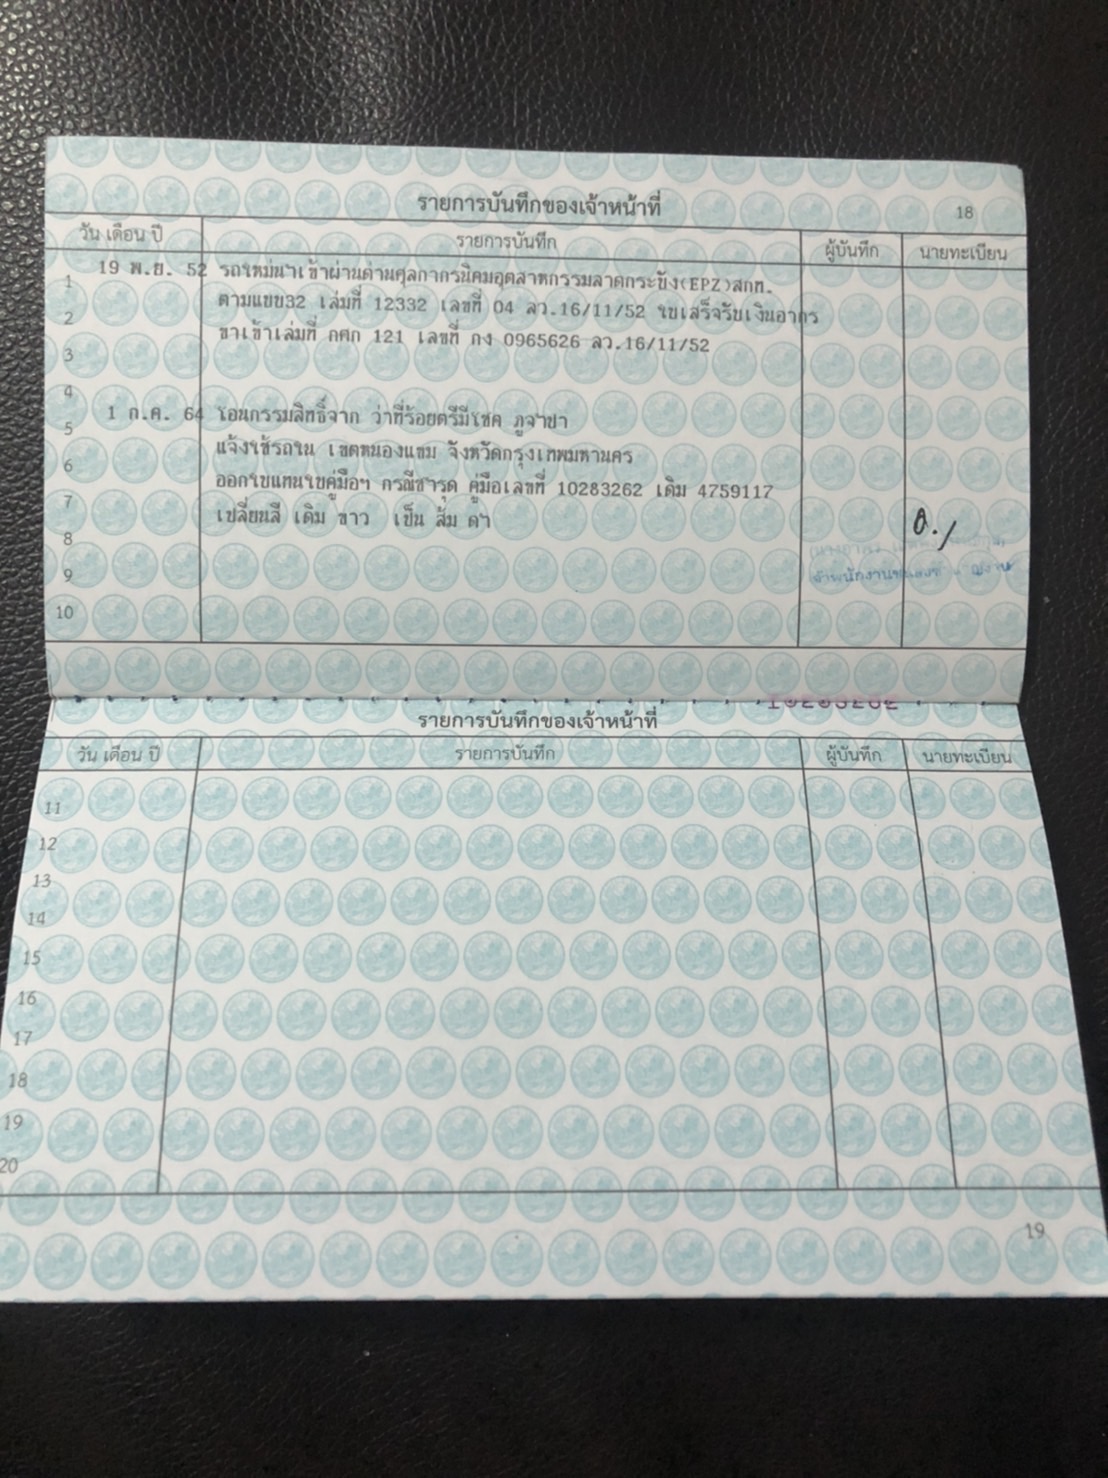 รายการบันทึกของเจ้าหน้าที่
18
วัน เดือน ปี รายการบันทึก ผู้บันทึก นายทะเบียน
1 19 พ.ย. 52 รถใหม่นำเข้าผ่านด่านศุลกากรนิคมอุตสาหกรรมลาดกระบัง(EPZ)สกท.
2 ตามแบบ32 เล่มที่ 12332 เลขที่ 04 ลว.16/11/52 ใบเสร็จรับเงินอากร
3 ขาเข้าเล่มที่ กศก 121 เลขที่ กง 0965626 ลว.16/11/52
4
5 1 ก.ค. 64 โอนกรรมสิทธิ์จาก ว่าที่ร้อยตรีมีโชค
6 แจ้งใช้รถใน เขตหนองแขม จังหวัดกรุงเทพมหานคร
7 ออกใบแทนใบคู่มือฯ กรณีชำรุด คู่มือเลขที่ 10283262 เดิม 4759117
8 เปลี่ยนสี เดิม ขาว เป็น ส้ม ดำ
9
10
10283262
รายการบันทึกของเจ้าหน้าที่
วัน เดือน ปี รายการบันทึก ผู้บันทึก นายทะเบียน
11
12
13
14
15
16
17
18
19
20
19